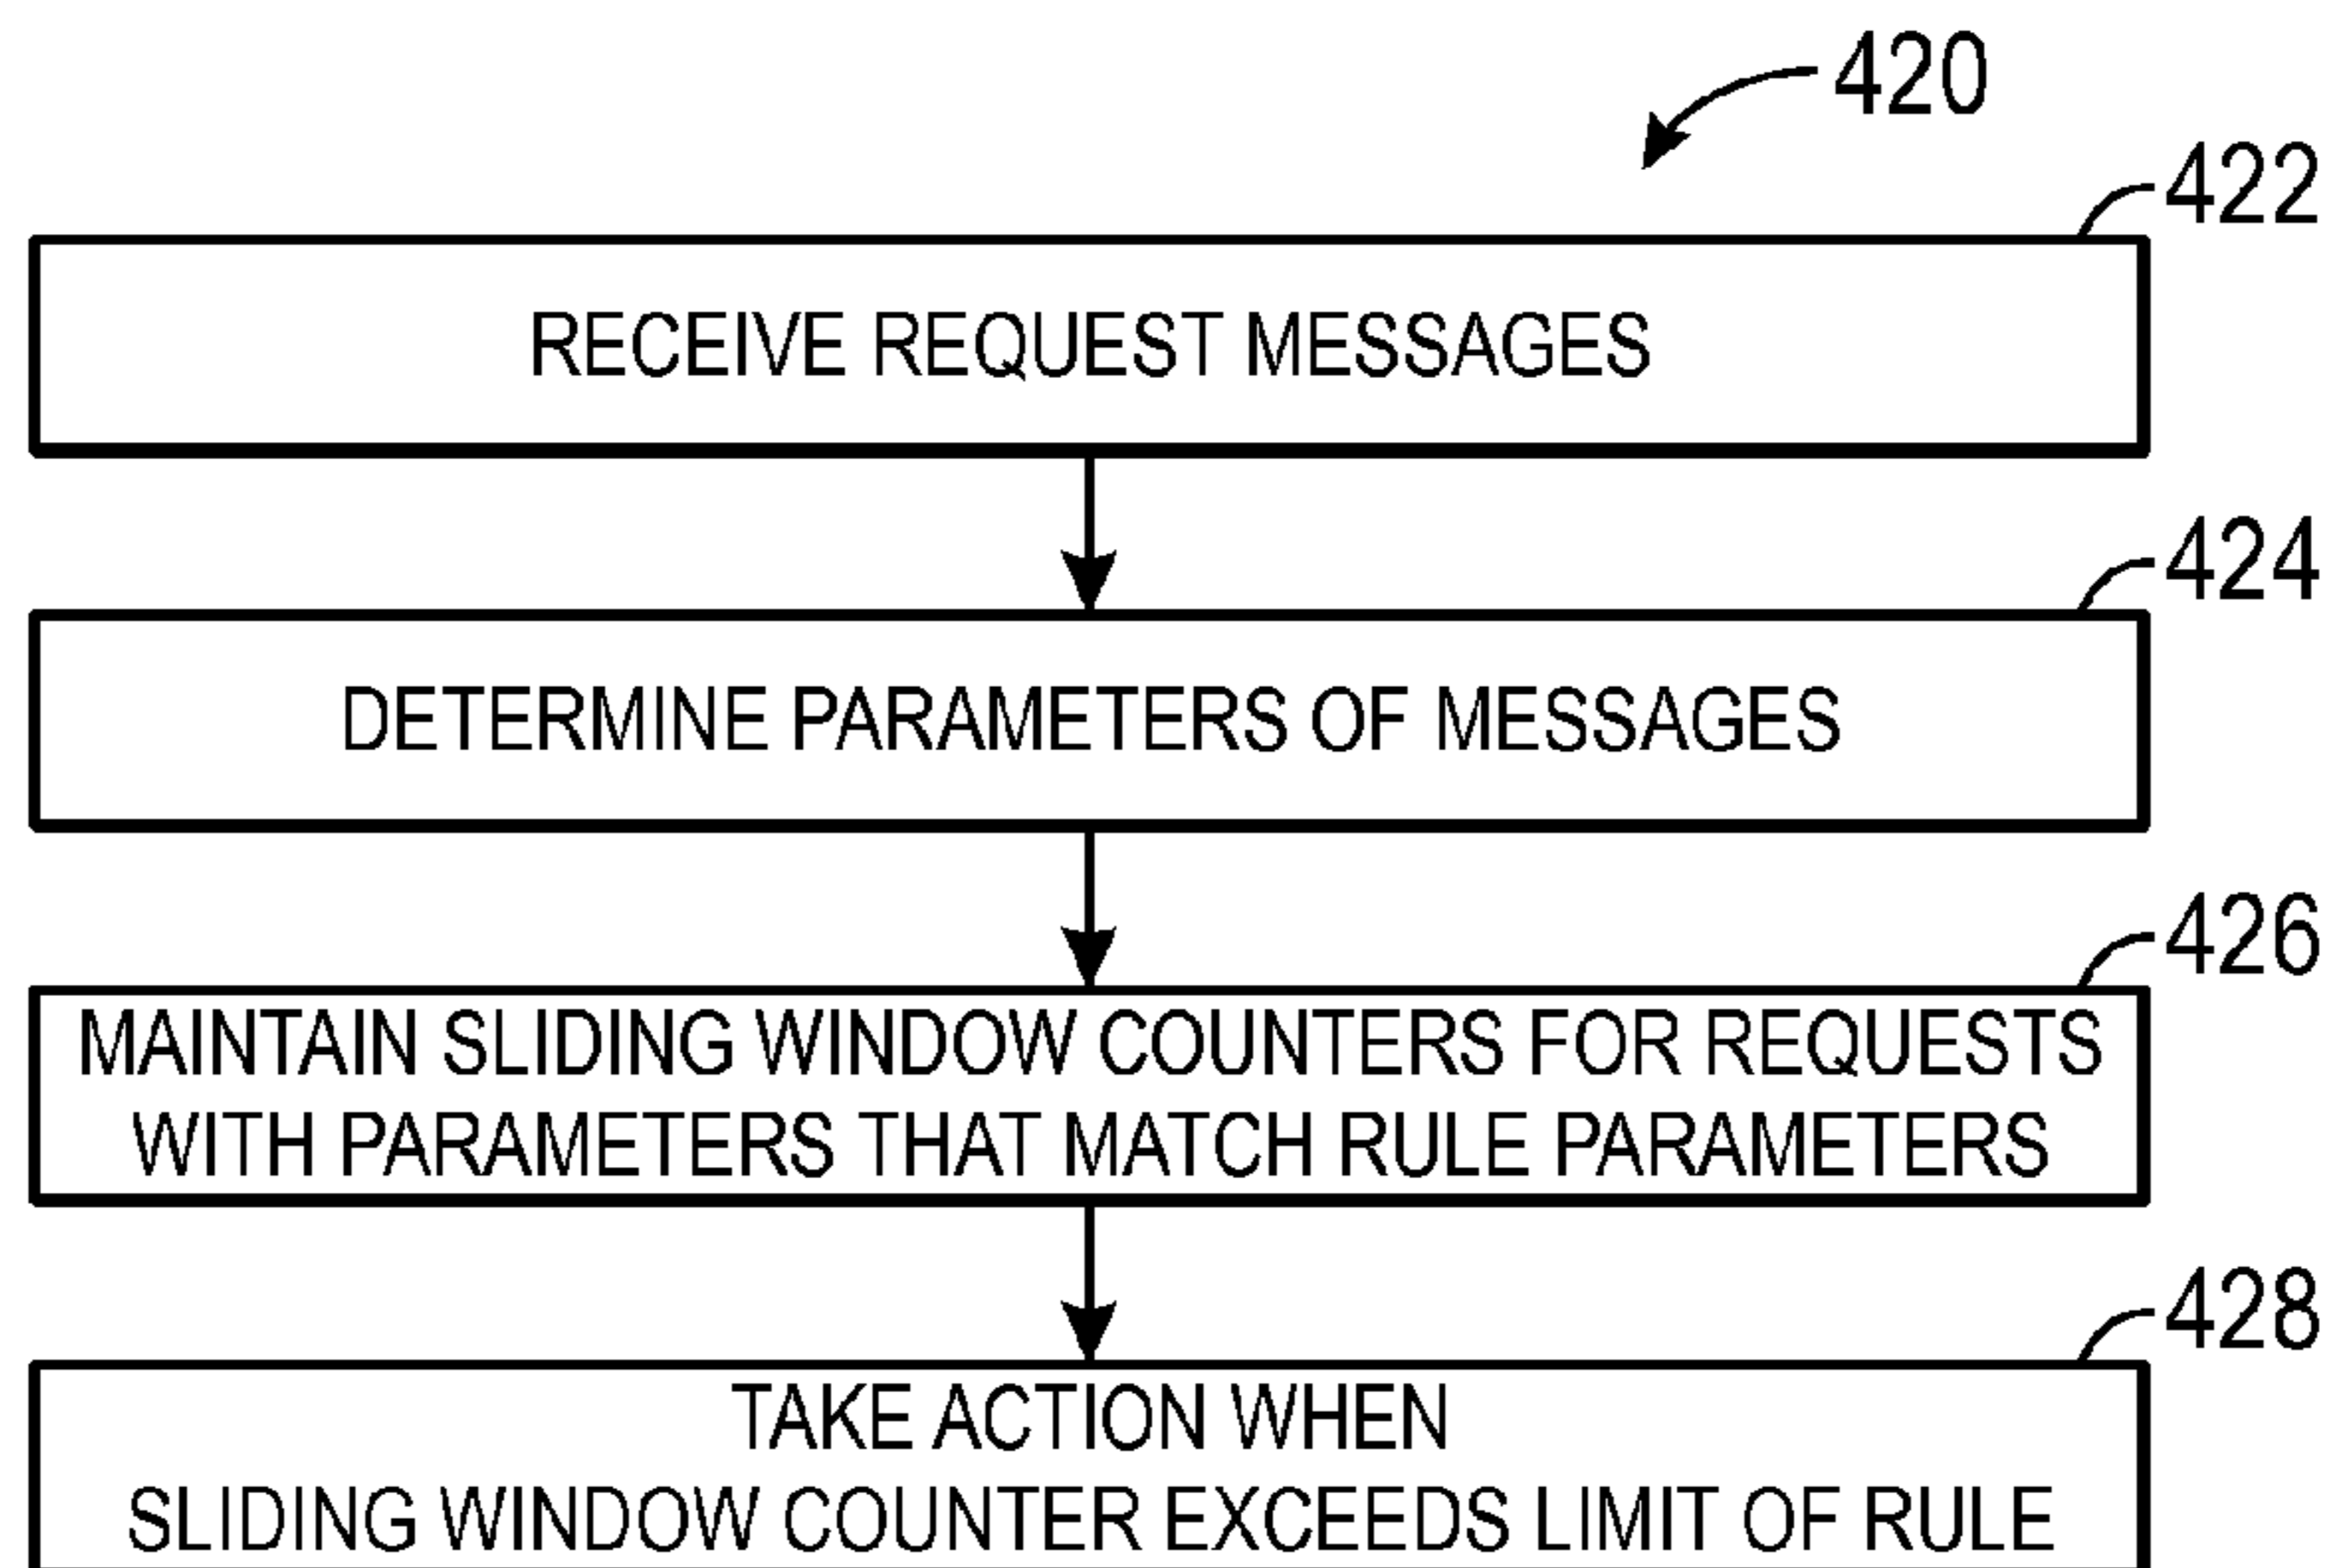 420
422
RECEIVE REQUEST MESSAGES
424
DETERMINE PARAMETERS OF MESSAGES
426
MAINTAIN SLIDING WINDOW COUNTERS FOR REQUESTS
WITH PARAMETERS THAT MATCH RULE PARAMETERS
428
TAKE ACTION WHEN
SLIDING WINDOW COUNTER EXCEEDS LIMIT OF RULE